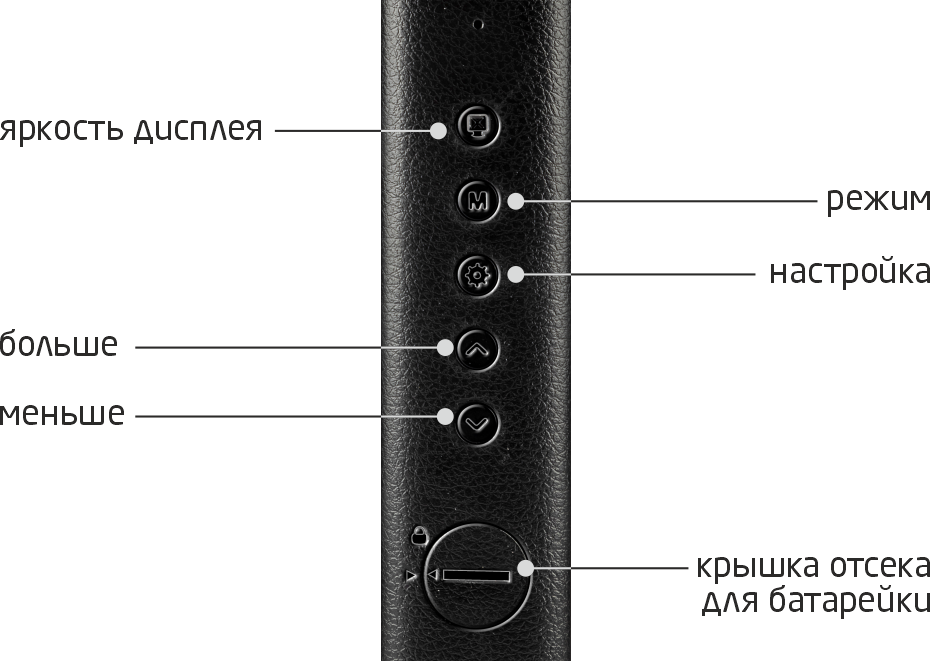 яркость дисплея
M
режим
настройка
больше
меньше
крышка отсека
для батарейки